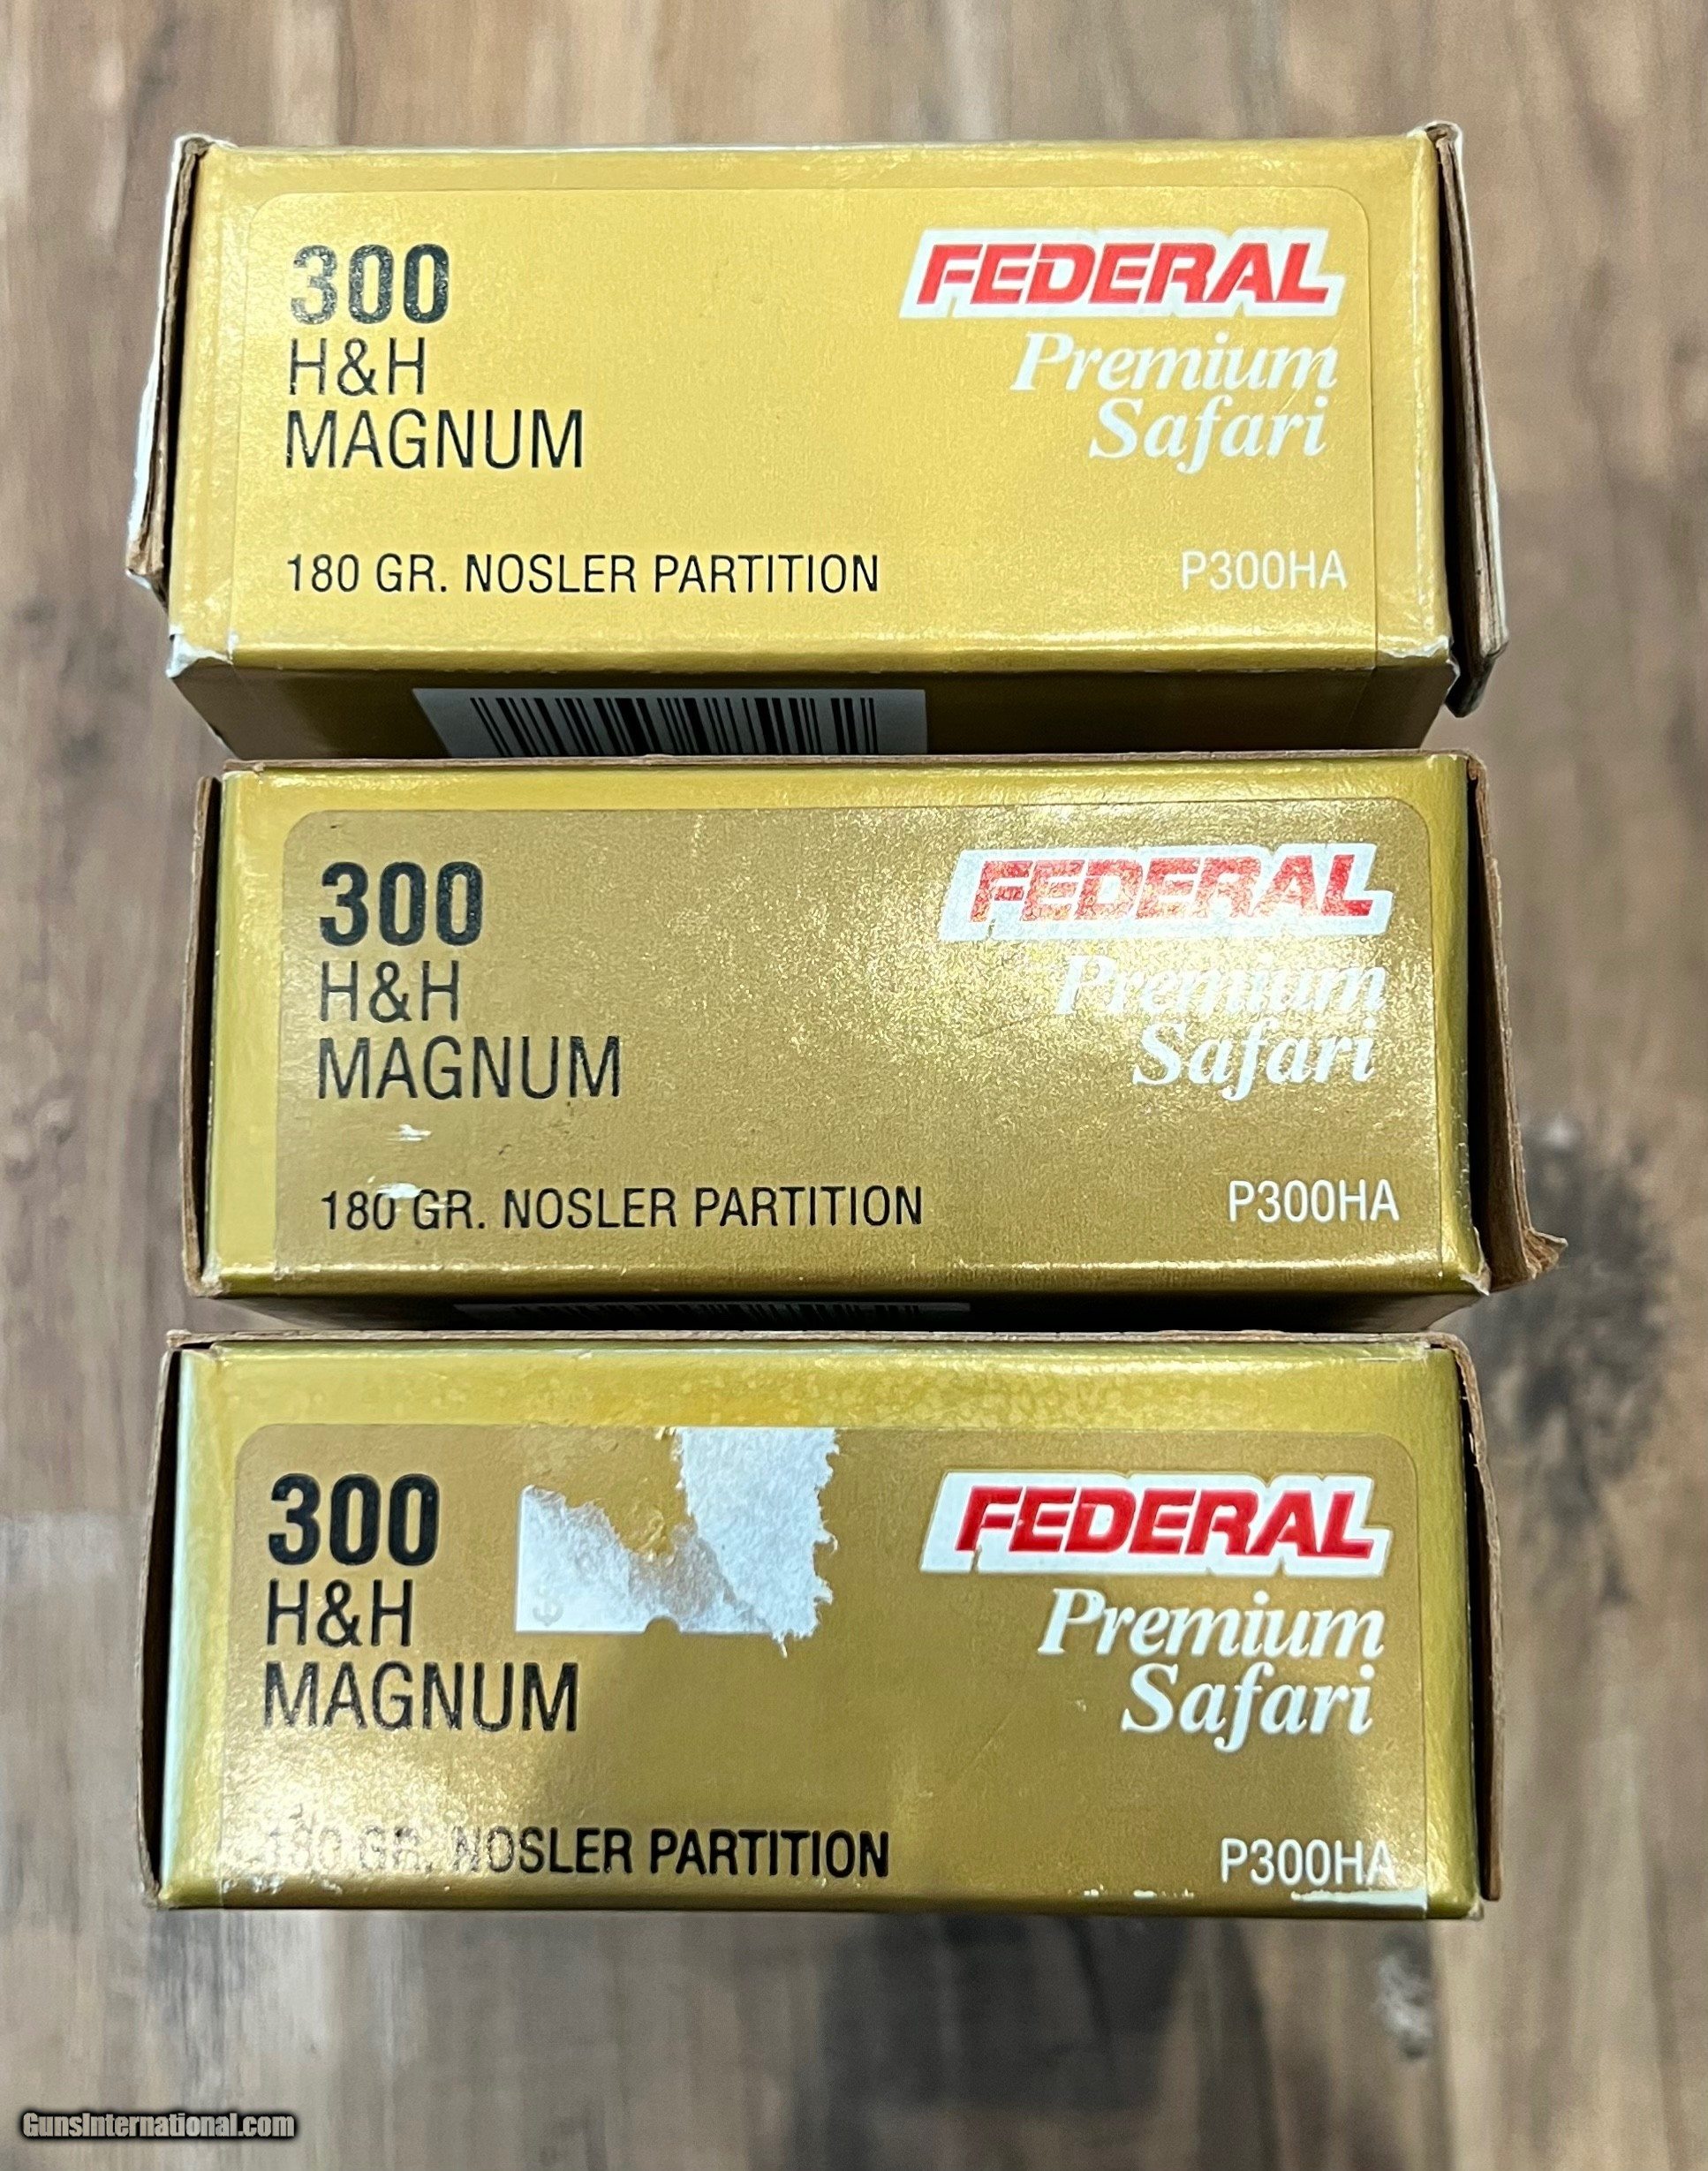 300
H&H
MAGNUM
FEDERAL
Premium
Safari
180 GR. NOSLER PARTITION
P300HA
300
H&H
MAGNUM
FEDERAL
Premium
Safari
180 GR. NOSLER PARTITION
P300HA
300
H&H
MAGNUM
$
FEDERAL
Premium
Safari
180 GR. NOSLER PARTITION
P300HA
GunsInternational.com